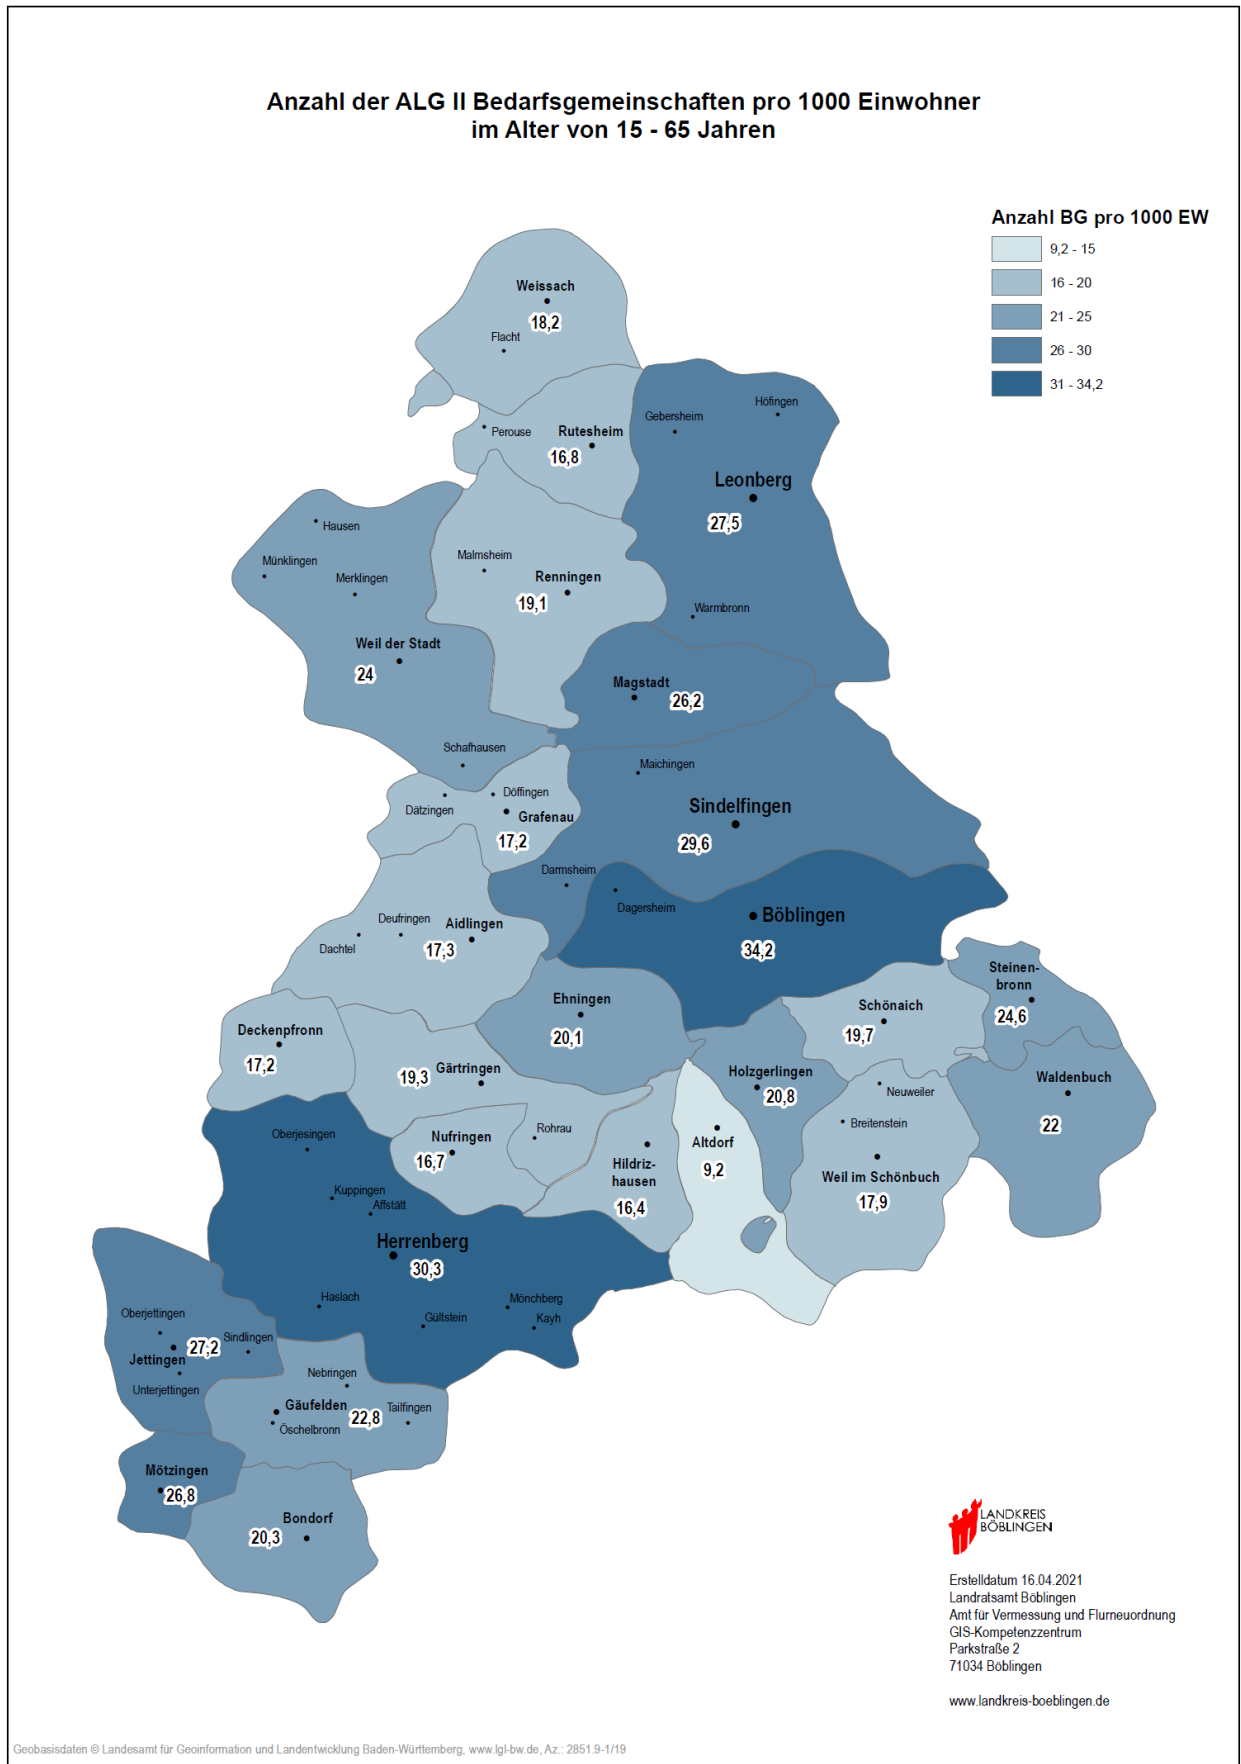 Anzahl der ALG II Bedarfsgemeinschaften pro 1000 Einwohner
im Alter von 15 - 65 Jahren
Anzahl BG pro 1000 EW
9,2 - 15
16 - 20
21 - 25
26 - 30
31 - 34,2
Weissach
18,2
Flacht
Höfingen
Gebersheim
Perouse
Rutesheim
16,8
Leonberg
27,5
Hausen
Münklingen
Merklingen
Malmsheim
Renningen
19,1
Warmbronn
Weil der Stadt
24
Magstadt
26,2
Schafhausen
Maichingen
Döffingen
Dätzingen
Grafenau
17,2
Sindelfingen
29,6
Darmsheim
Dagersheim
Böblingen
34,2
Deufringen
Aidlingen
Dachtel
17,3
Steinen-
bronn
24,6
Ehningen
20,1
Schönaich
19,7
Deckenpfronn
17,2
Gärtringen
19,3
Holzgerlingen
20,8
Neuweiler
Waldenbuch
22
Breitenstein
Oberjesingen
Nufringen
16,7
Rohrau
Altdorf
9,2
Hildriz-
hausen
16,4
Weil im Schönbuch
17,9
Kuppingen
Affstätt
Herrenberg
30,3
Haslach
Mönchberg
Gültstein
Kayh
Oberjettingen
Sindlingen
27,2
Jettingen
Unterjettingen
Nebringen
Gäufelden
22,8
Tailfingen
Öschelbronn
Mötzingen
26,8
Bondorf
20,3
LANDKREIS
BÖBLINGEN
Erstelldatum 16.04.2021
Landratsamt Böblingen
Amt für Vermessung und Flurneuordnung
GIS-Kompetenzzentrum
Parkstraße 2
71034 Böblingen
www.landkreis-boeblingen.de
Geobasisdaten © Landesamt für Geoinformation und Landentwicklung Baden-Württemberg, www.lgl-bw.de, Az.: 2851.9-1/19